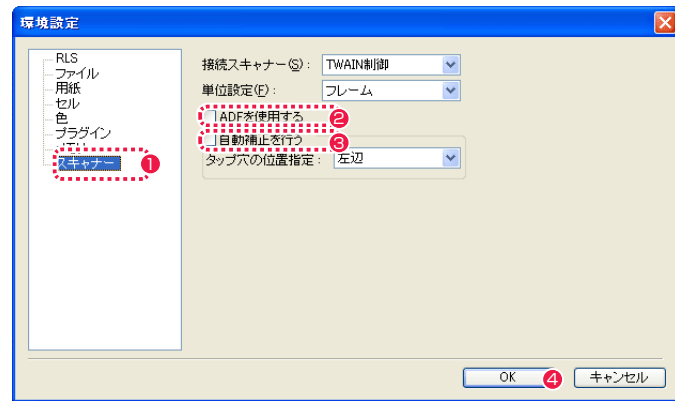 環境設定
RLS
ファイル
用紙
セル
色
プラグイン
スキャナー
1
接続スキャナー(S):
TWAIN制御
単位設定(F):
フレーム
ADFを使用する
2
自動補正を行う
3
タップ穴の位置指定:
左辺
OK
4
キャンセル